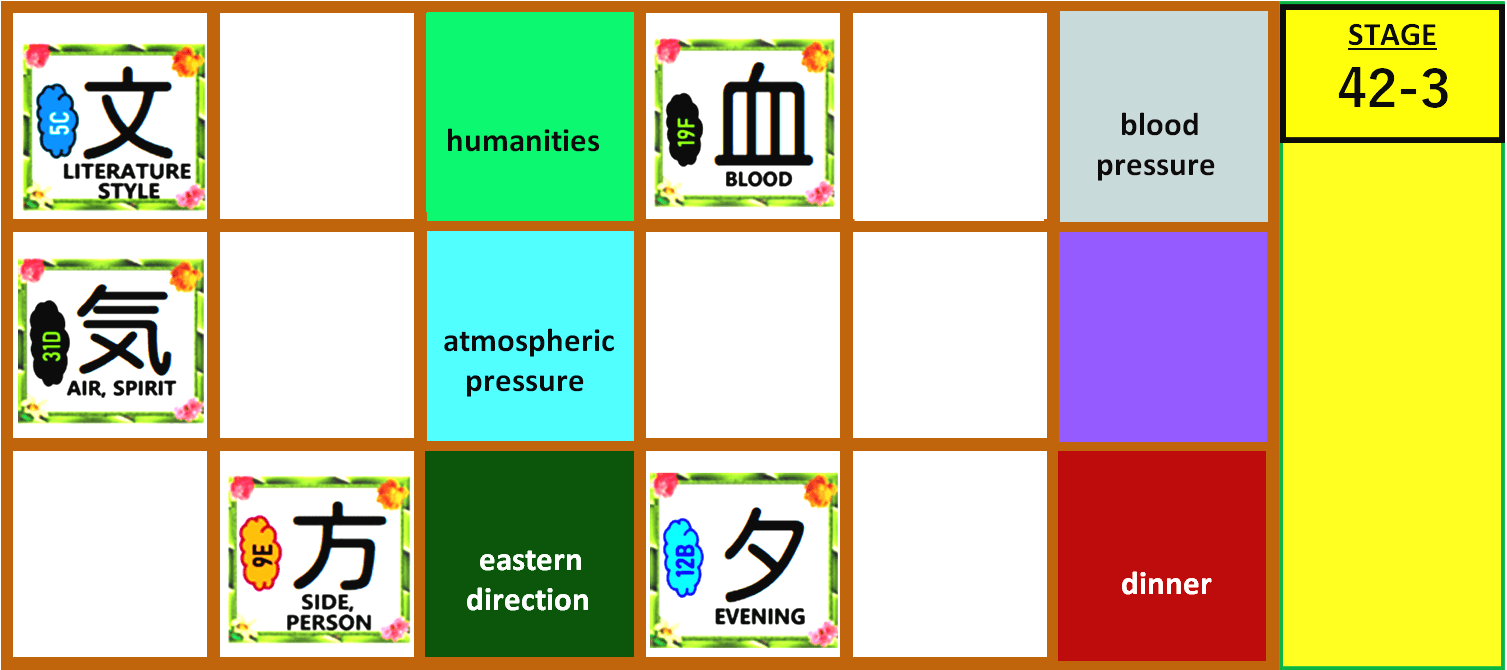 5C
文
LITERATURE
STYLE
humanities
19F
血
BLOOD
blood
pressure
STAGE
42-3
31D
気
AIR, SPIRIT
atmospheric
pressure
9E
方
SIDE,
PERSON
eastern
direction
12B
夕
EVENING
dinner